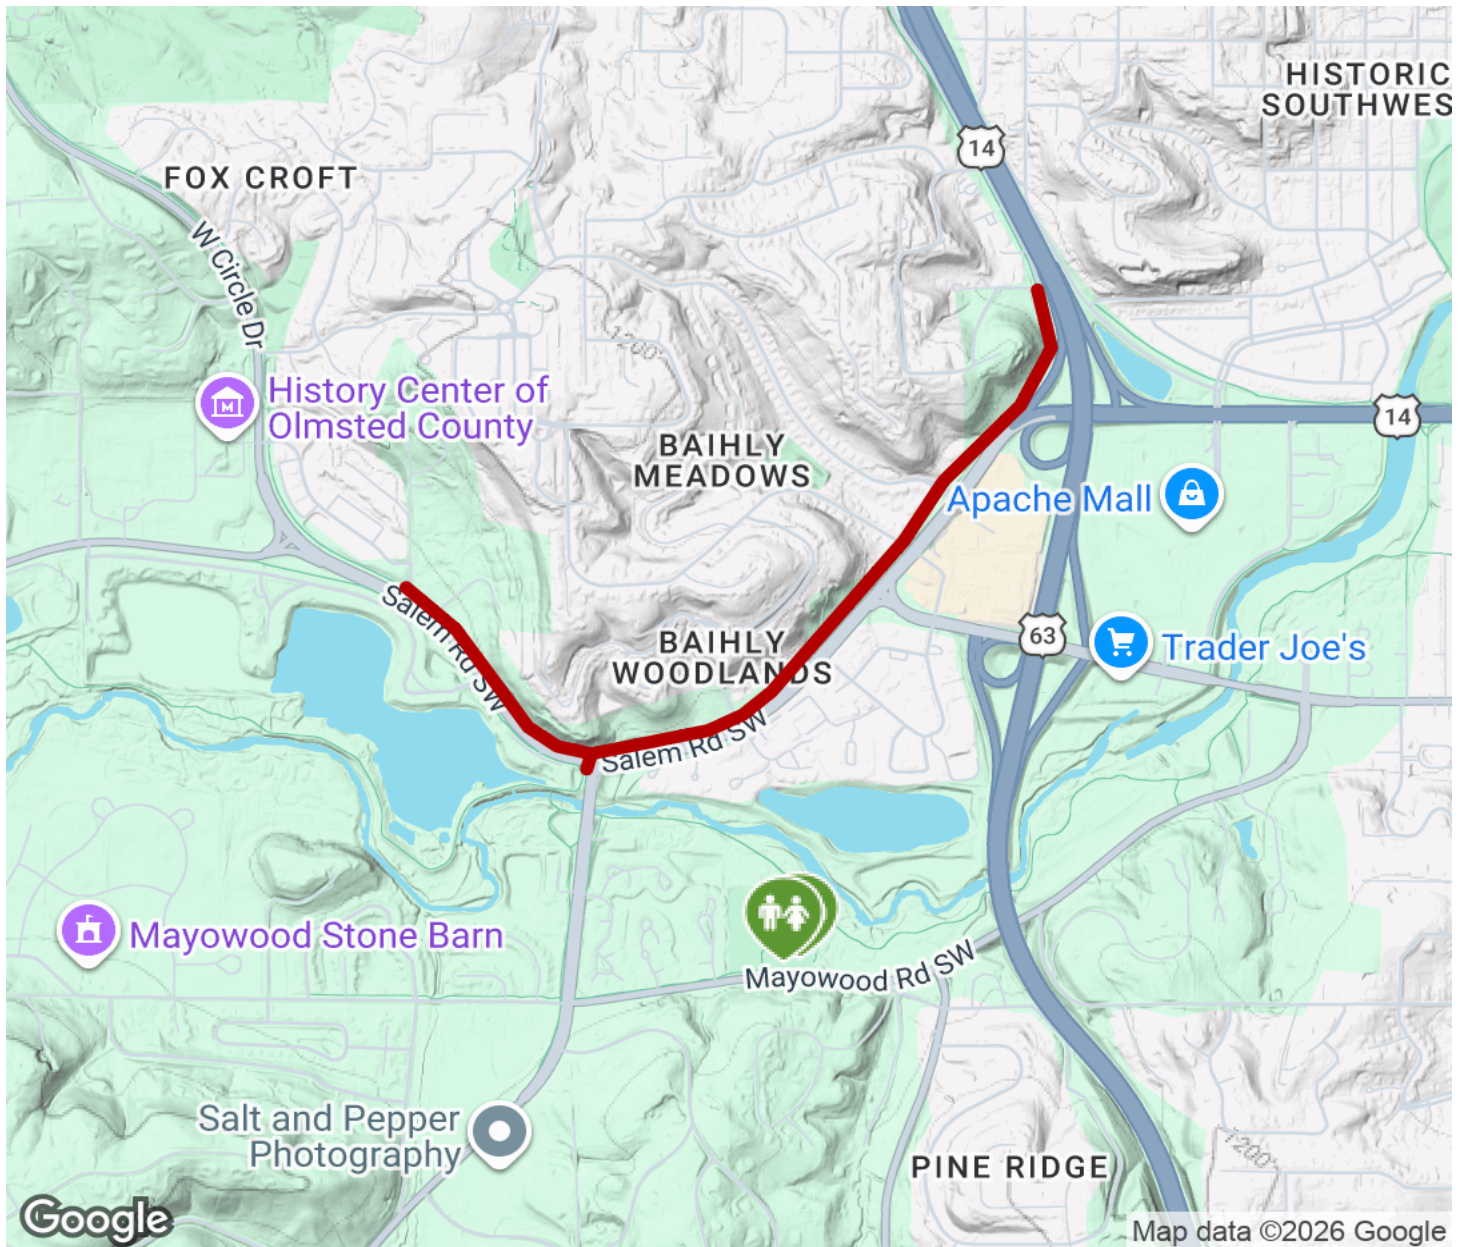 HISTORIC
SOUTHWES
14
FOX CROFT
W Circle Dr
1200
History Center of
Olmsted County
14
BAIHLY
MEADOWS
Apache Mall
Salem Rd SW
63
BAIHLY
WOODLANDS
Trader Joe's
Salem Rd SW
Mayowood Stone Barn
Mayowood Rd SW
Salt and Pepper
Photography
1200
PINE RIDGE
Google
Map data ©2026 Google